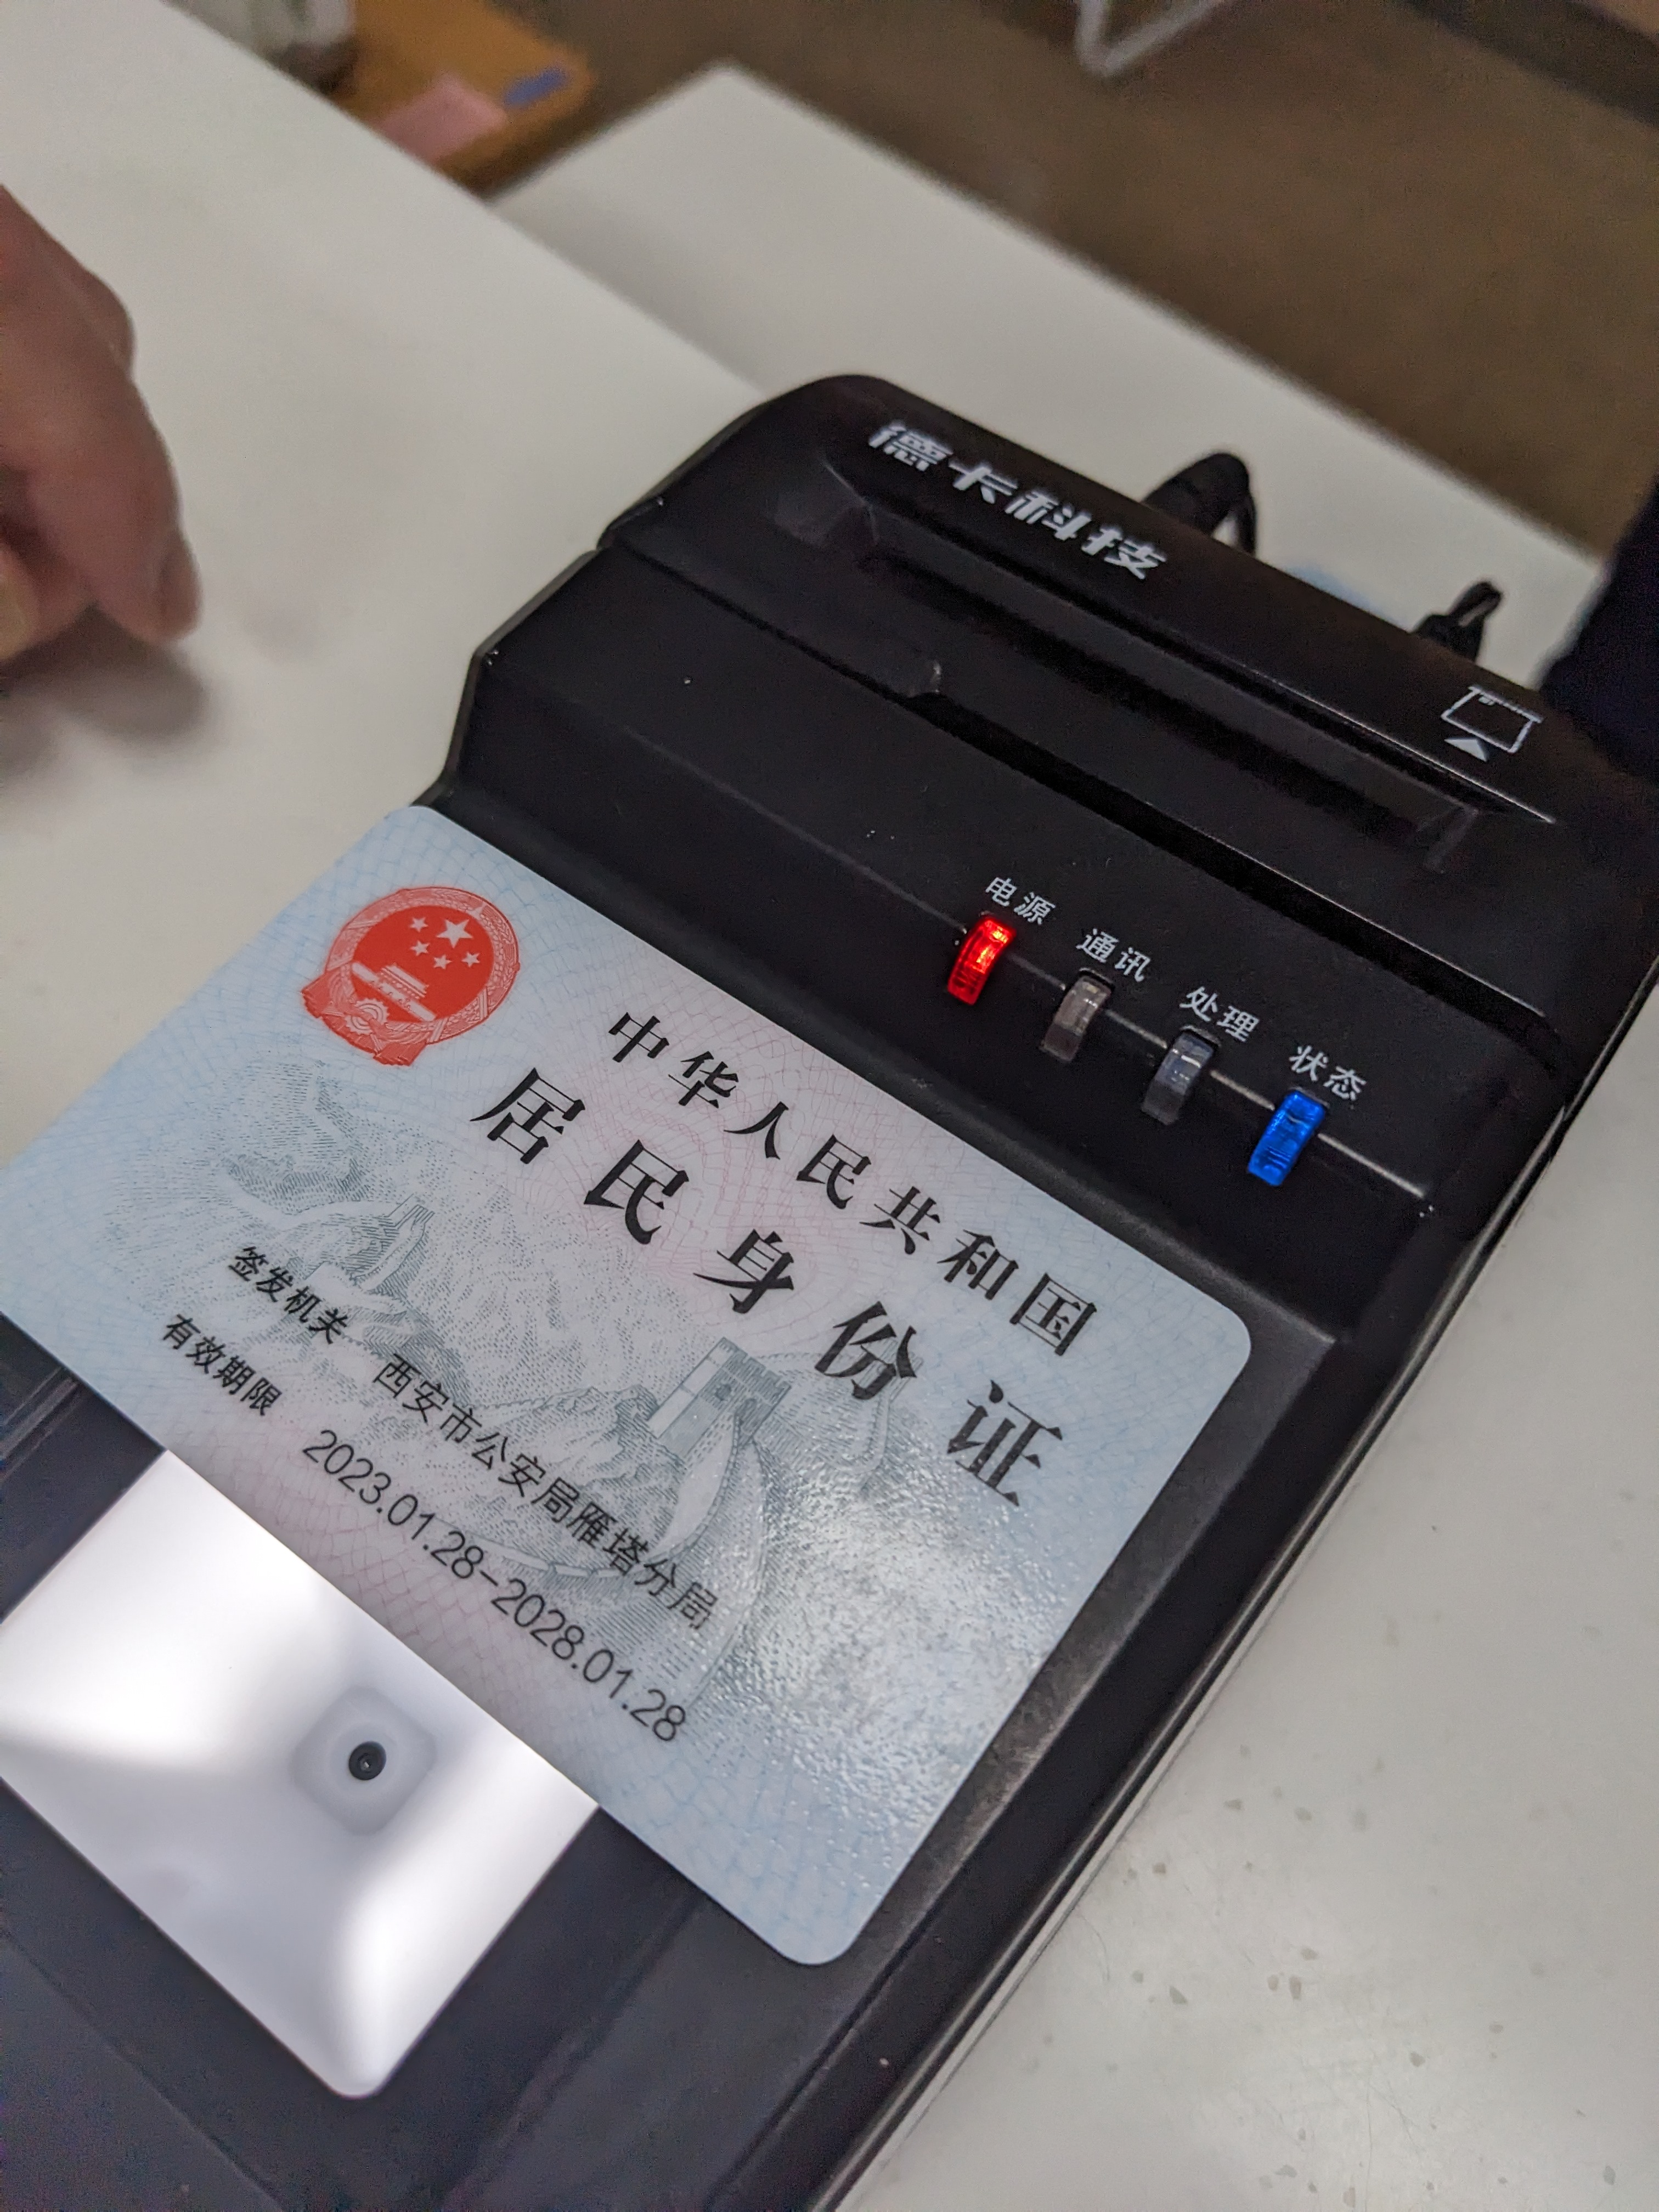 德卡科技
电源 通讯 处理 状态
中华人民共和国
居民身份证
签发机关 西安市公安局雁塔分局
有效期限 2023.01.28-2028.01.28